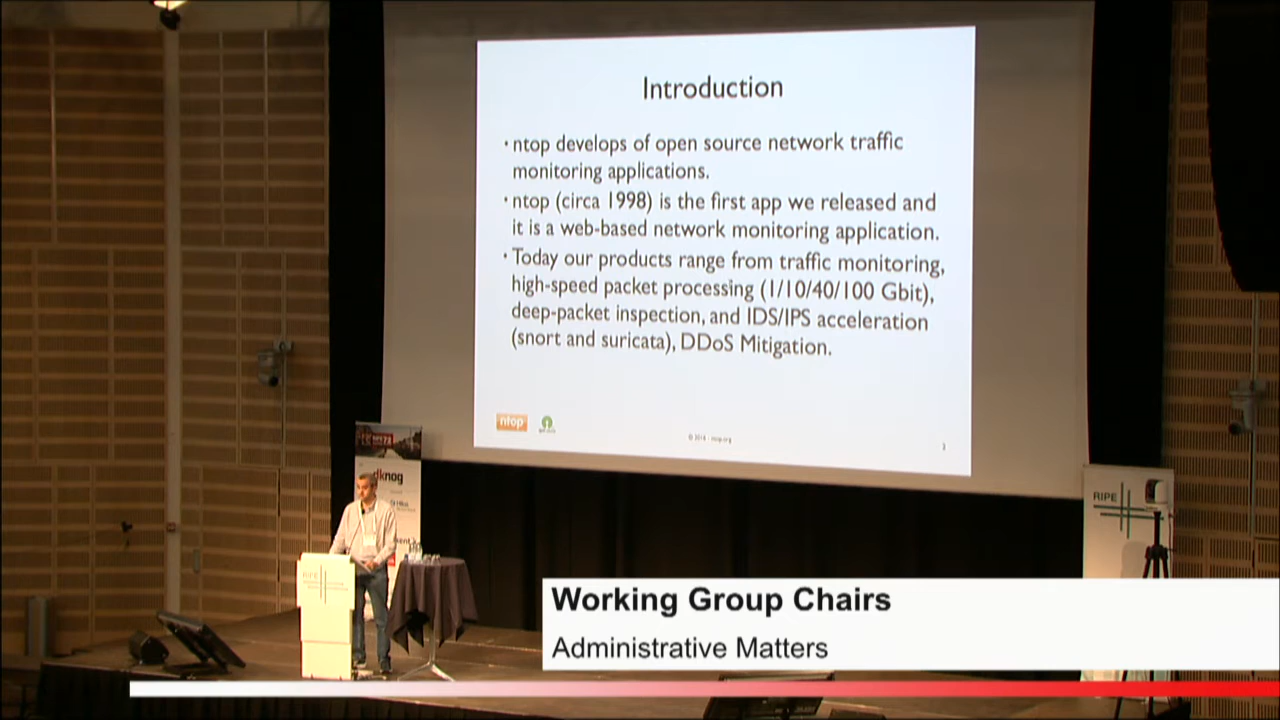 Introduction
• ntop develops of open source network traffic
monitoring applications.
• ntop (circa 1998) is the first app we released and
it is a web-based network monitoring application.
• Today our products range from traffic monitoring,
high-speed packet processing (1/10/40/100 Gbit),
deep-packet inspection, and IDS/IPS acceleration
(snort and suricata), DDoS Mitigation.
ntop
3
dknog
RIPE
RIPE
Working Group Chairs
Administrative Matters